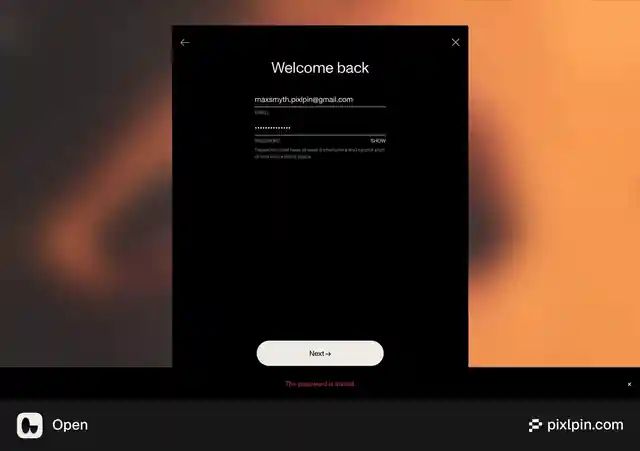 Welcome back
maxsmyth.pixlpin@gmail.com
EMAIL
••••••••••••••
PASSWORD
SHOW
Next→
The password is invalid
Open
pixlpin.com